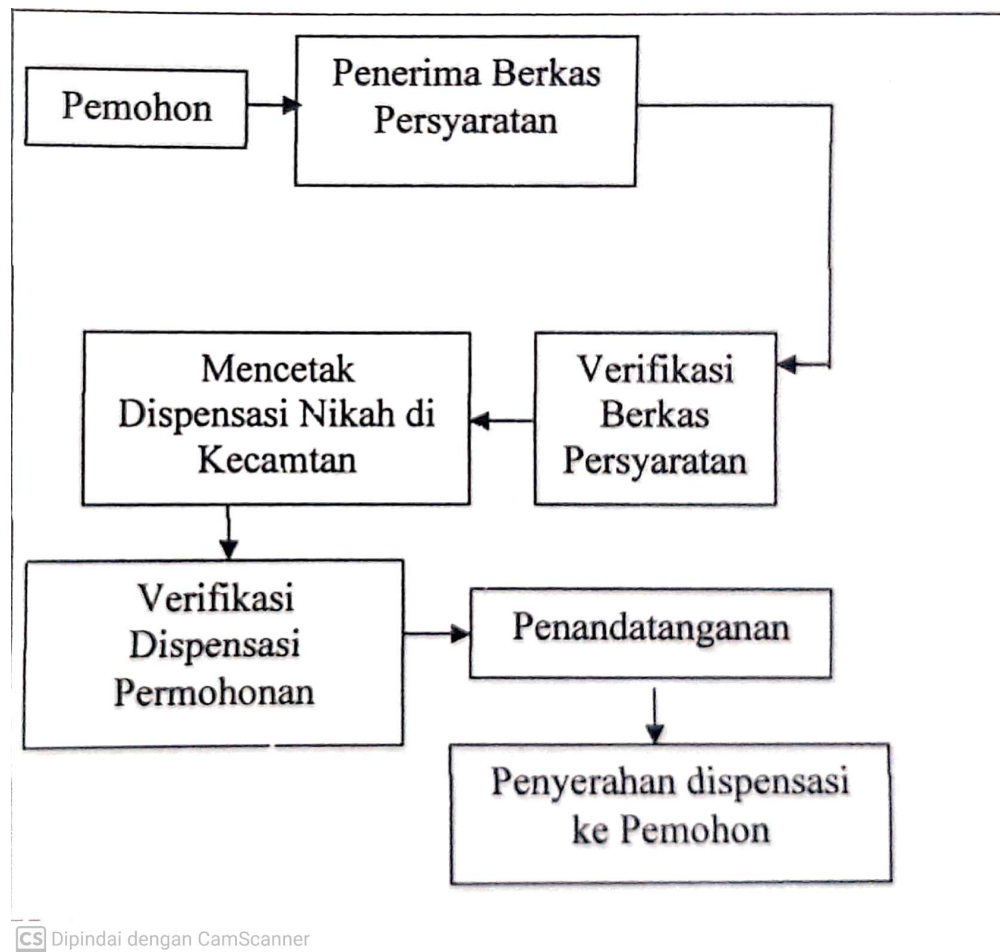 Pemohon
Penerima Berkas
Persyaratan
Verifikasi
Berkas
Persyaratan
Mencetak
Dispensasi Nikah di
Kecamtan
Verifikasi
Dispensasi
Permohonan
Penandatanganan
Penyerahan dispensasi
ke Pemohon
CS Dipindai dengan CamScanner